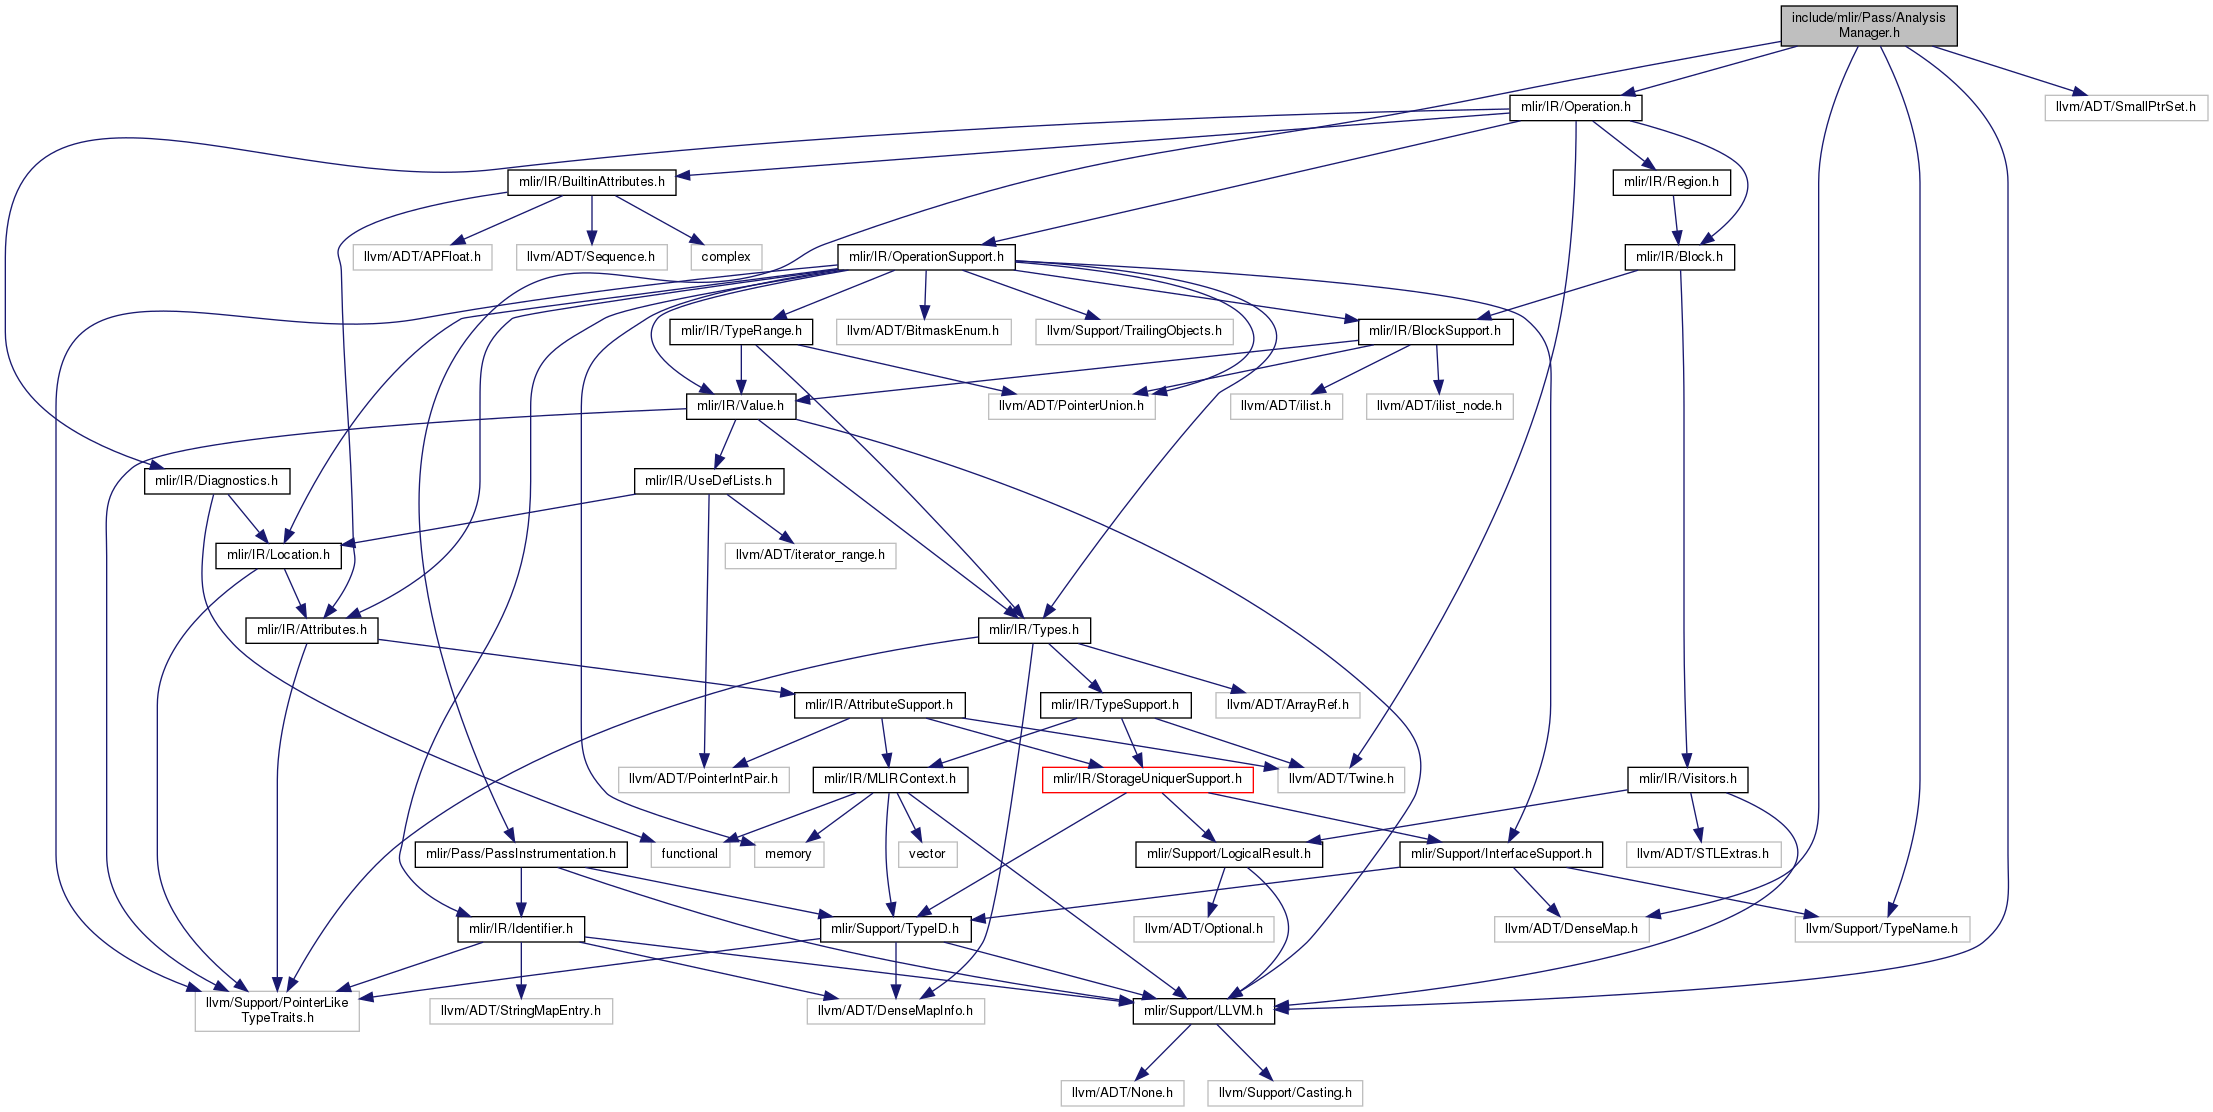 include/mlir/Pass/Analysis
Manager.h
mlir/IR/Operation.h
llvm/ADT/SmallPtrSet.h
mlir/IR/BuiltinAttributes.h
mlir/IR/Region.h
llvm/ADT/APFloat.h
llvm/ADT/Sequence.h
complex
mlir/IR/OperationSupport.h
mlir/IR/Block.h
mlir/IR/TypeRange.h
llvm/ADT/BitmaskEnum.h
llvm/Support/TrailingObjects.h
mlir/IR/BlockSupport.h
mlir/IR/Value.h
llvm/ADT/PointerUnion.h
llvm/ADT/ilist.h
llvm/ADT/ilist_node.h
mlir/IR/Diagnostics.h
mlir/IR/UseDefLists.h
mlir/IR/Location.h
llvm/ADT/iterator_range.h
mlir/IR/Attributes.h
mlir/IR/Types.h
mlir/IR/AttributeSupport.h
mlir/IR/TypeSupport.h
llvm/ADT/ArrayRef.h
llvm/ADT/PointerIntPair.h
mlir/IR/MLIRContext.h
mlir/IR/StorageUniquerSupport.h
llvm/ADT/Twine.h
mlir/IR/Visitors.h
mlir/Pass/PassInstrumentation.h
functional
memory
vector
mlir/Support/LogicalResult.h
mlir/Support/InterfaceSupport.h
llvm/ADT/STLExtras.h
mlir/IR/Identifier.h
mlir/Support/TypeID.h
llvm/ADT/Optional.h
llvm/ADT/DenseMap.h
llvm/Support/TypeName.h
llvm/Support/PointerLike
TypeTraits.h
llvm/ADT/StringMapEntry.h
llvm/ADT/DenseMapInfo.h
mlir/Support/LLVM.h
llvm/ADT/None.h
llvm/Support/Casting.h